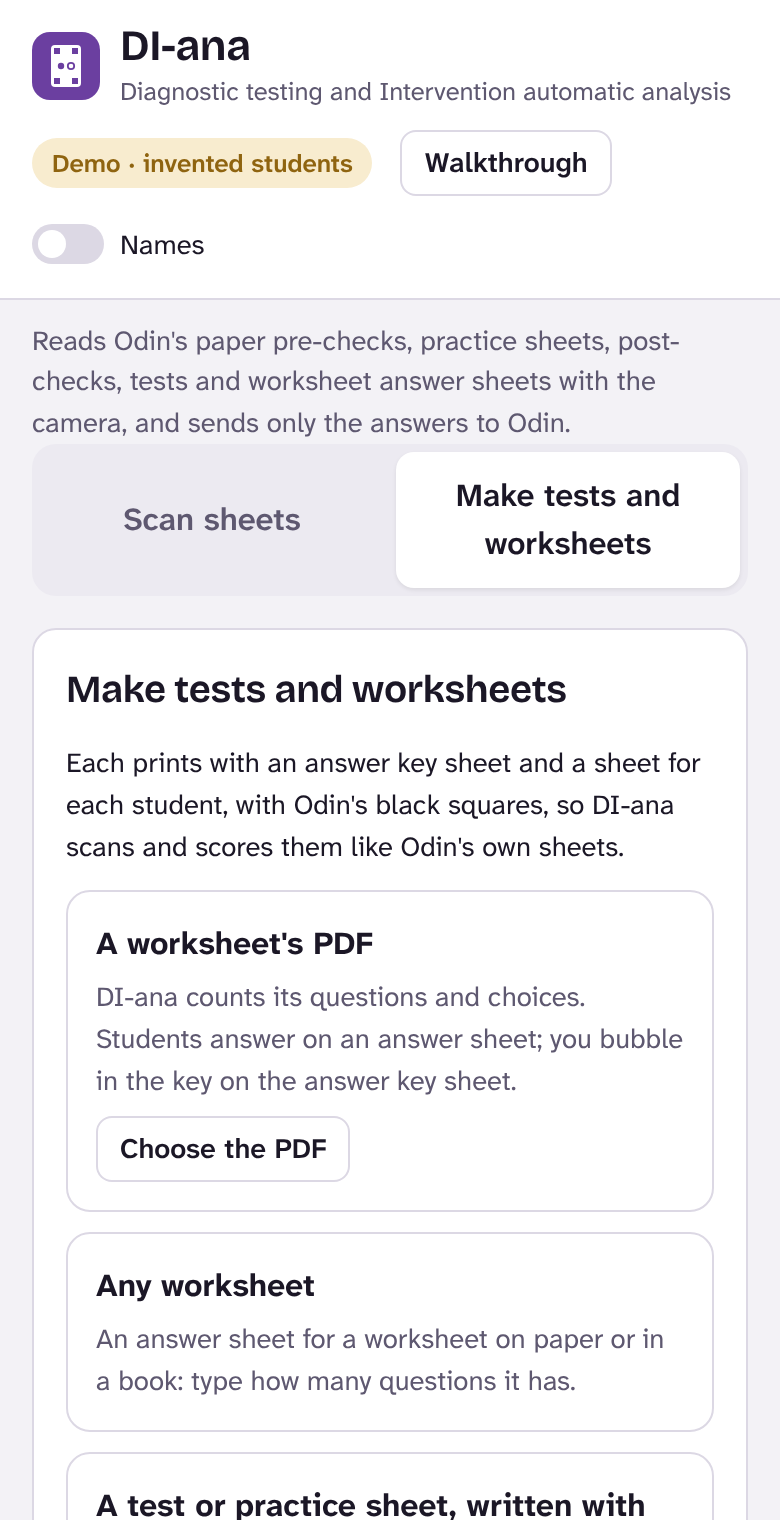 DI-ana
Diagnostic testing and Intervention automatic analysis
Demo · invented students
Walkthrough
Names
Reads Odin's paper pre-checks, practice sheets, post-
checks, tests and worksheet answer sheets with the
camera, and sends only the answers to Odin.
Scan sheets
Make tests and
worksheets
Make tests and worksheets
Each prints with an answer key sheet and a sheet for
each student, with Odin's black squares, so DI-ana
scans and scores them like Odin's own sheets.
A worksheet's PDF
DI-ana counts its questions and choices.
Students answer on an answer sheet; you bubble
in the key on the answer key sheet.
Choose the PDF
Any worksheet
An answer sheet for a worksheet on paper or in
a book: type how many questions it has.
A test or practice sheet, written with